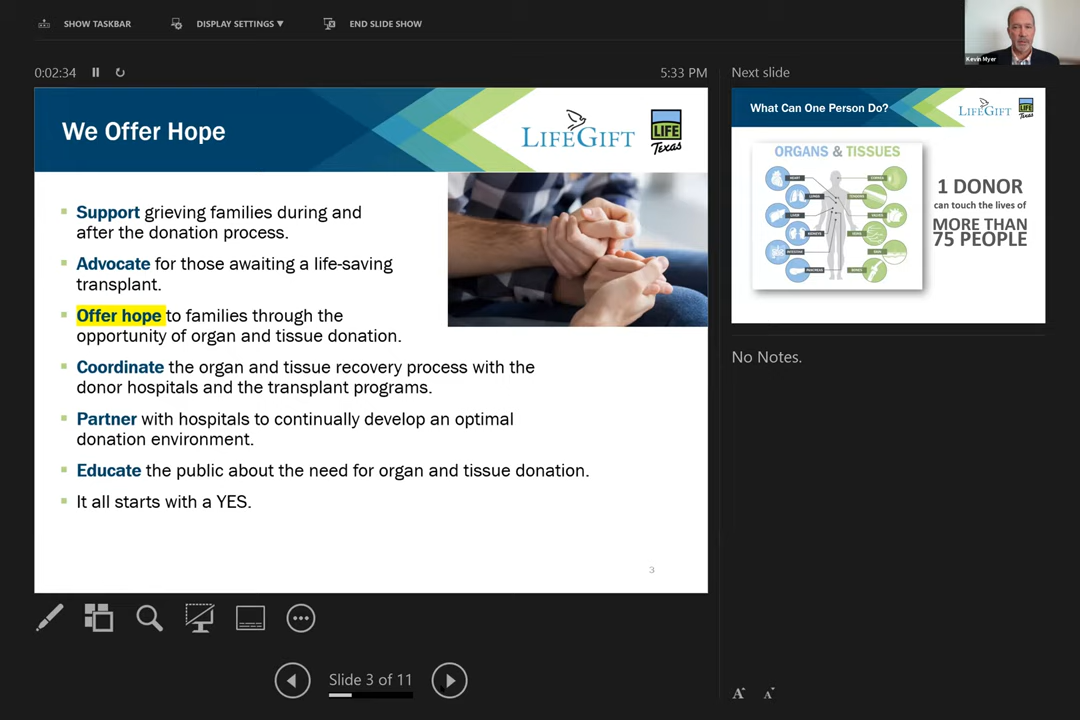 SHOW TASKBAR
DISPLAY SETTINGS ▼
END SLIDE SHOW
Kevin Myer
0:02:34
5:33 PM
Next slide
We Offer Hope
LIFEGIFT
LIFE
Texas
Support grieving families during and
after the donation process.
Advocate for those awaiting a life-saving
transplant.
Offer hope to families through the
opportunity of organ and tissue donation.
Coordinate the organ and tissue recovery process with the
donor hospitals and the transplant programs.
Partner with hospitals to continually develop an optimal
donation environment.
Educate the public about the need for organ and tissue donation.
It all starts with a YES.
3
What Can One Person Do?
LIFEGIFT
LIFE
Texas
ORGANS & TISSUES
1 DONOR
can touch the lives of
MORE THAN
75 PEOPLE
No Notes.
Slide 3 of 11
A A